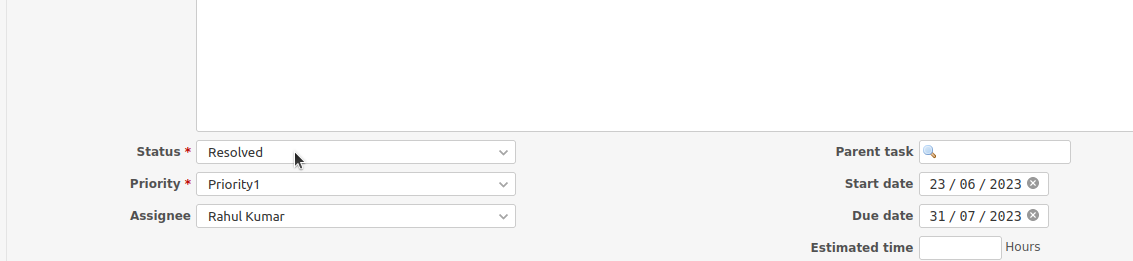 Status * Resolved Parent task
Priority * Priority1 Start date 23 / 06 / 2023
Assignee Rahul Kumar Due date 31 / 07 / 2023
Estimated time Hours